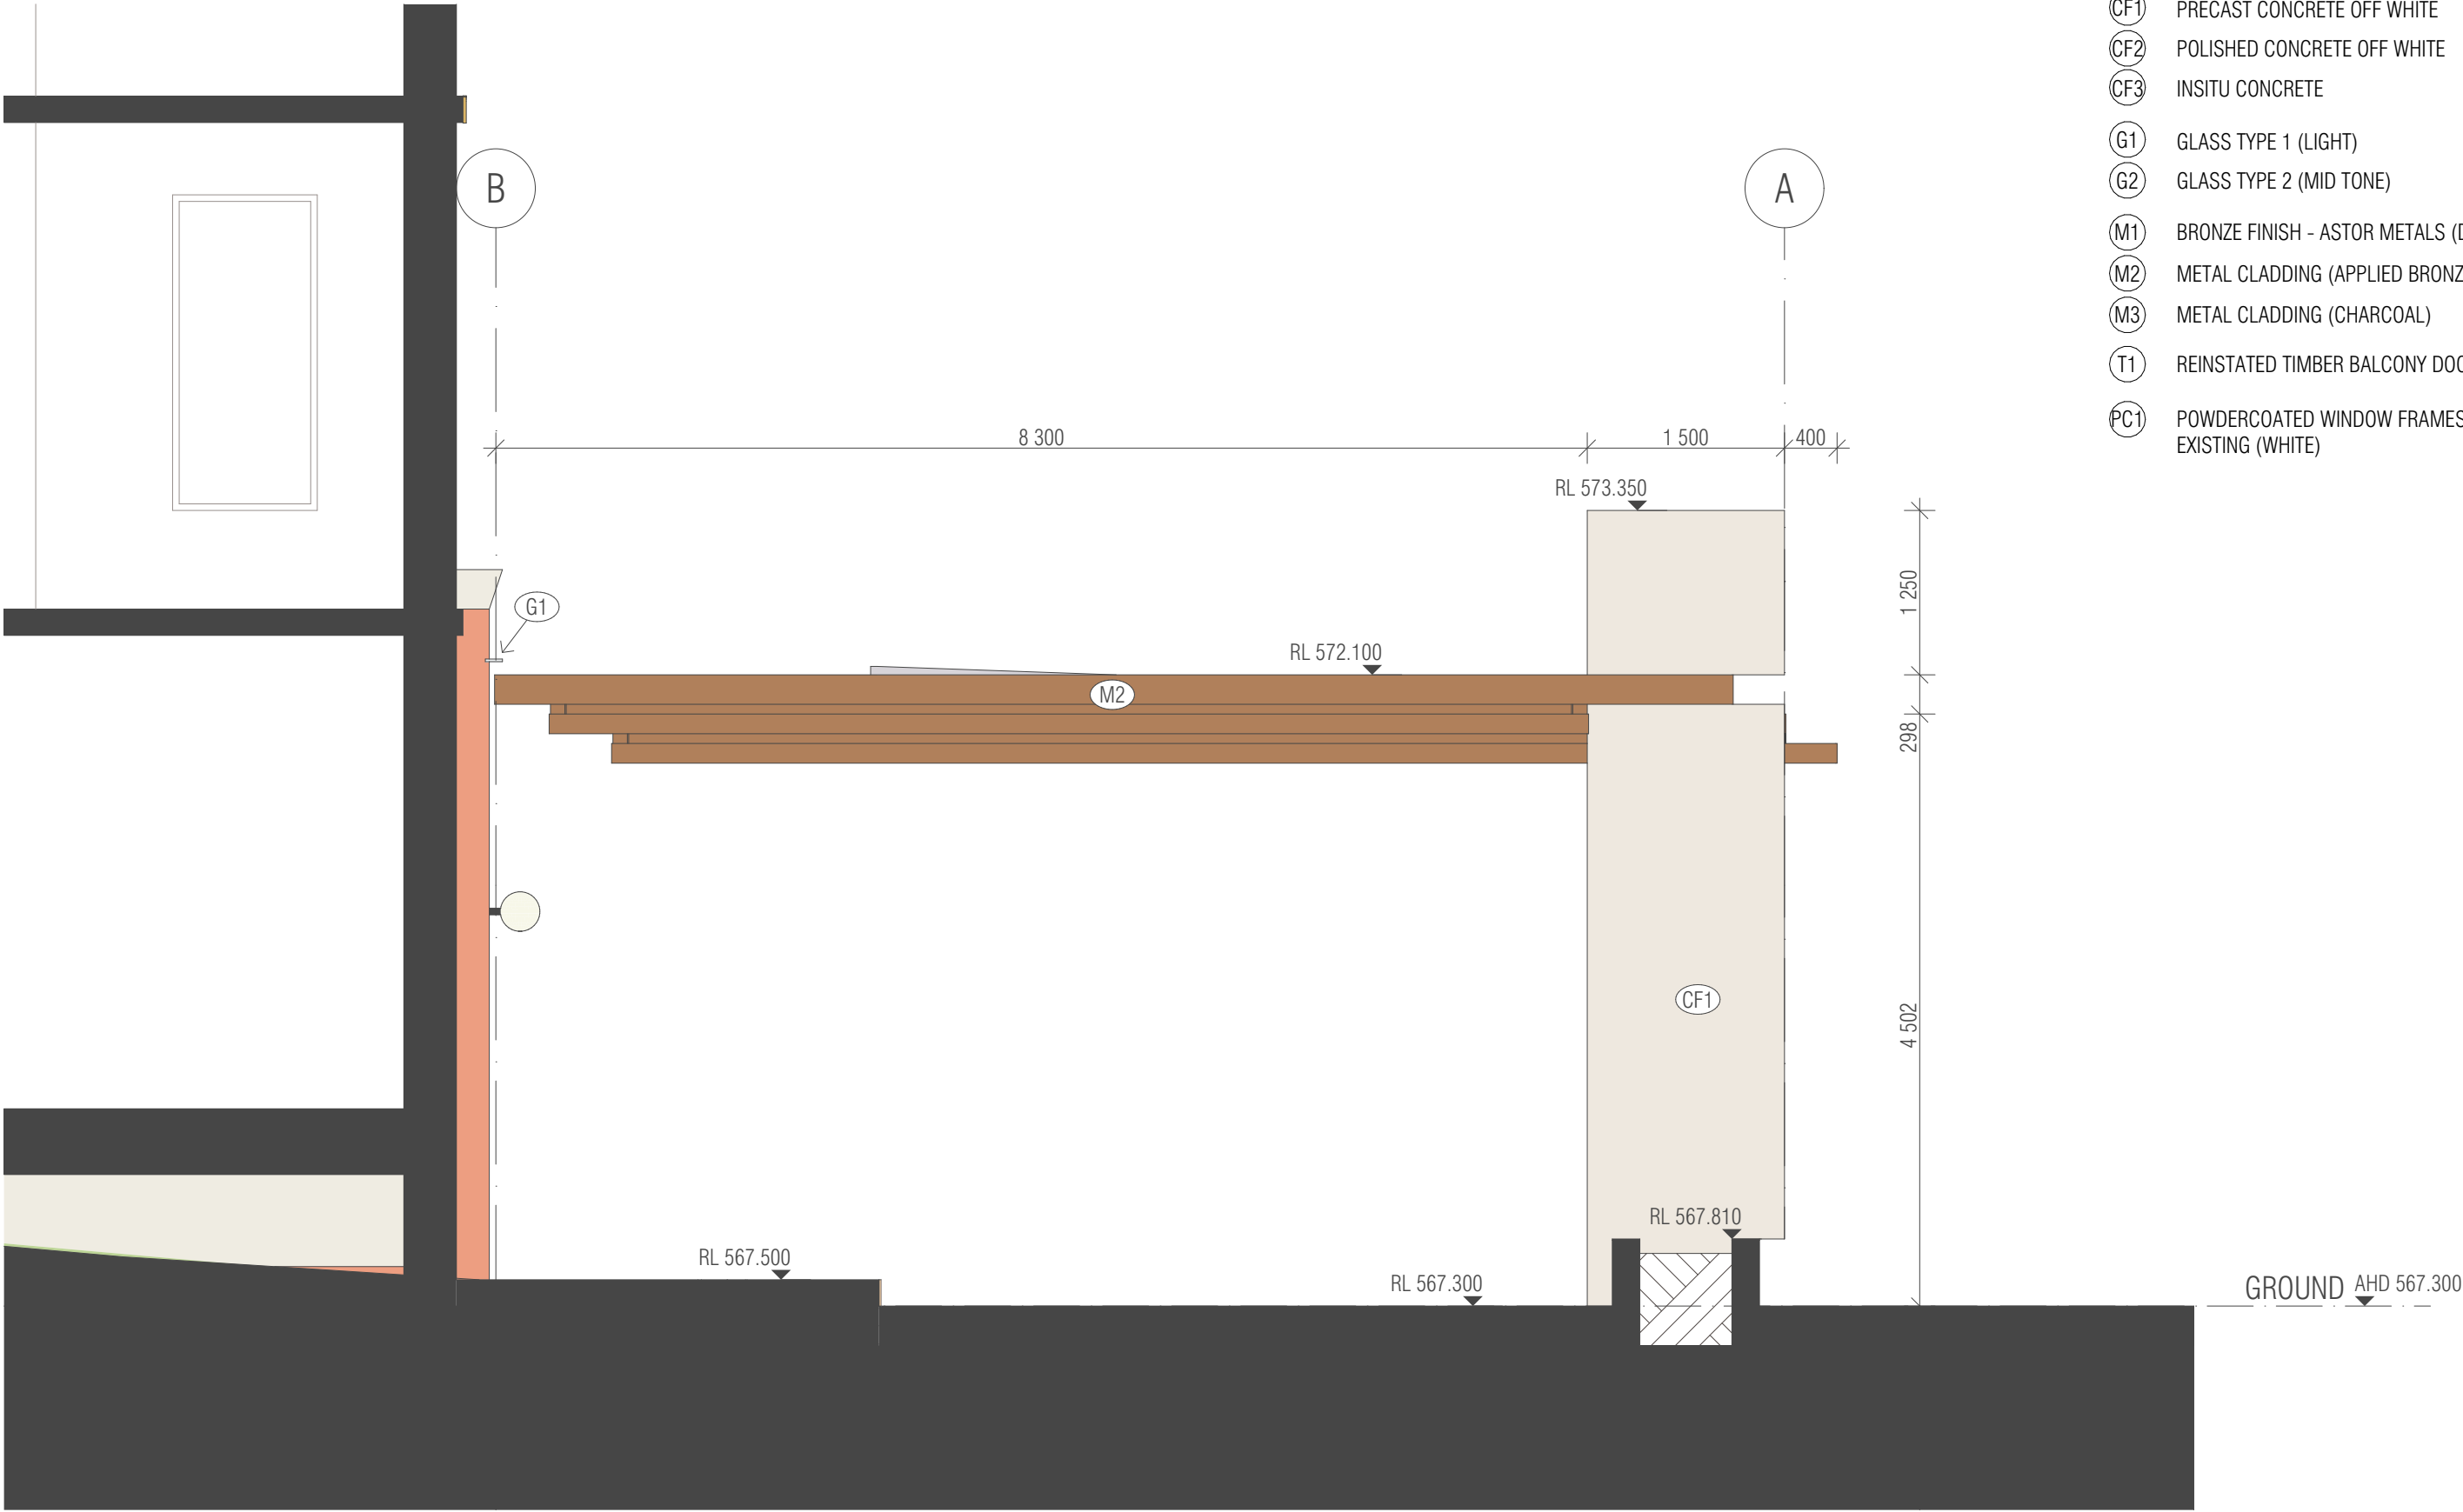 CF1 PRECAST CONCRETE OFF WHITE
CF2 POLISHED CONCRETE OFF WHITE
CF3 INSITU CONCRETE
G1 GLASS TYPE 1 (LIGHT)
G2 GLASS TYPE 2 (MID TONE)
M1 BRONZE FINISH - ASTOR METALS
M2 METAL CLADDING (APPLIED
M3 METAL CLADDING (CHARCOAL)
T1 REINSTATED TIMBER BALCONY
PC1 POWDERCOATED WINDOW FRAMES
EXISTING (WHITE)
B
A
8 300
1 500
400
RL 573.350
1 250
G1
RL 572.100
M2
298
CF1
4 502
RL 567.810
RL 567.500
RL 567.300
GROUND AHD 567.300